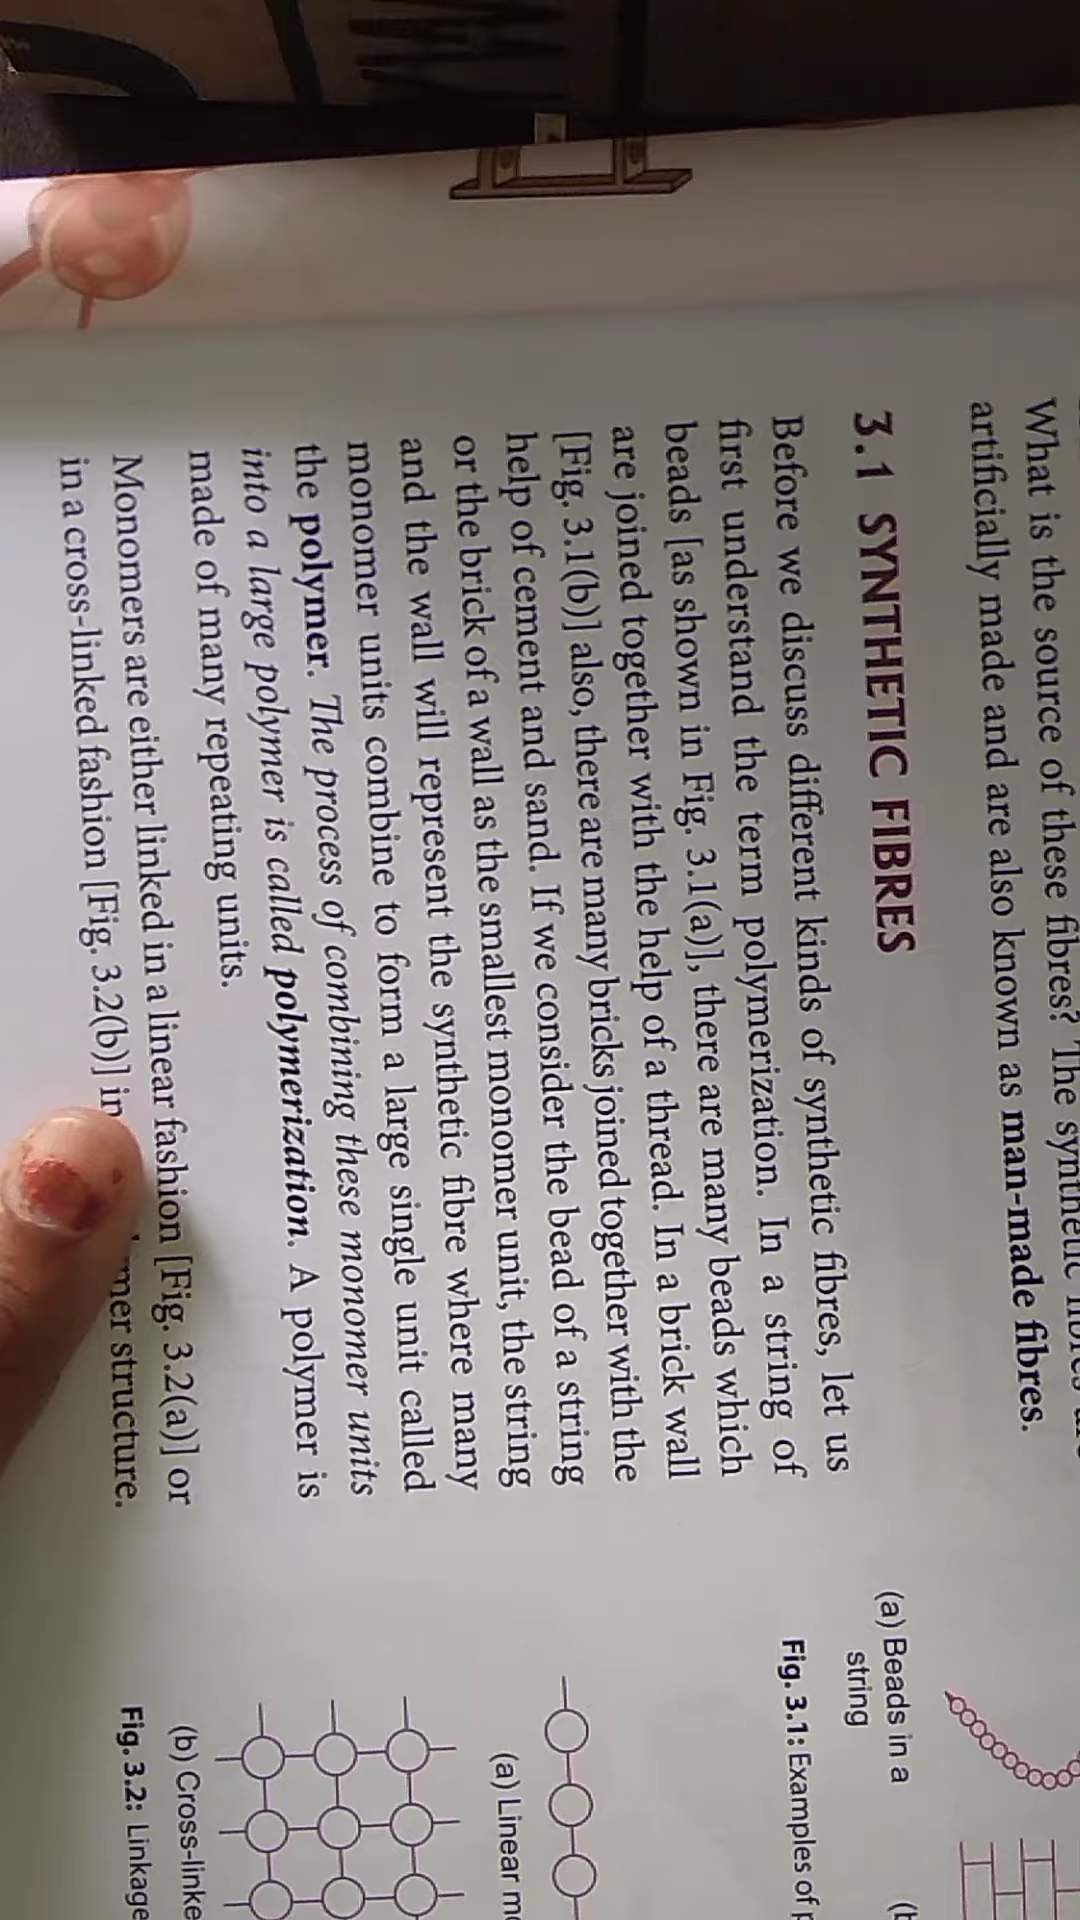 What is the source of these fibres? The synthetic
artificially made and are also known as man-made fibres.
3.1 SYNTHETIC FIBRES
Before we discuss different kinds of synthetic fibres, let us
first understand the term polymerization. In a string of
beads [as shown in Fig. 3.1(a)], there are many beads which
are joined together with the help of a thread. In a brick wall
[Fig. 3.1(b)] also, there are many bricks joined together with the
help of cement and sand. If we consider the bead of a string
or the brick of a wall as the smallest monomer unit, the string
and the wall will represent the synthetic fibre where many
monomer units combine to form a large single unit called
the polymer. The process of combining these monomer units
into a large polymer is called polymerization. A polymer is
made of many repeating units.
Monomers are either linked in a linear fashion [Fig. 3.2(a)] or
in a cross-linked fashion [Fig. 3.2(b)] in structure.
(a) Beads in a
string
Fig. 3.1: Examples of
(a) Linear
(b)
Fig. 3.2: Linkage